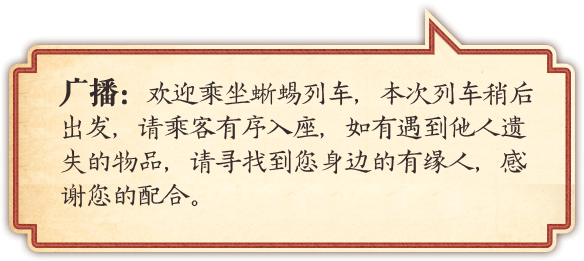 广播：欢迎乘坐蜥蜴列车，本次列车稍后
出发，请乘客有序入座，如有遇到他人遗
失的物品，请寻找到您身边的有缘人，感
谢您的配合。